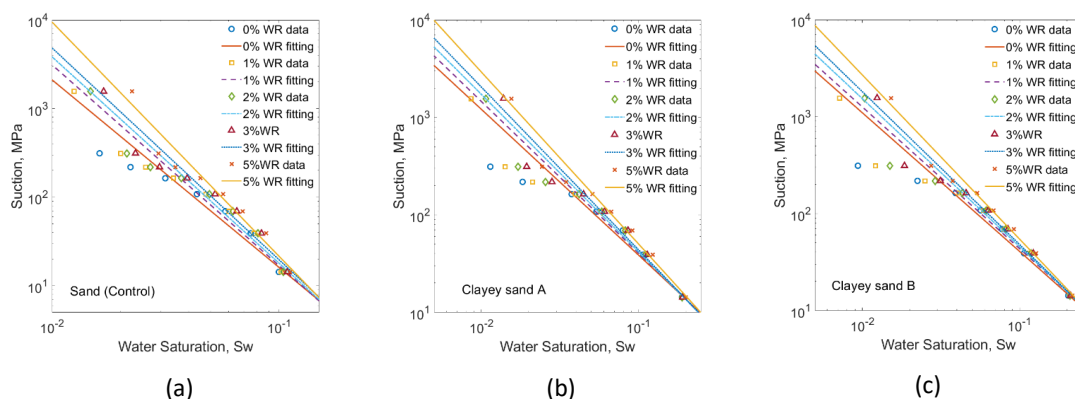 10^4
10^3
10^2
10^1
Suction, MPa
0% WR data
0% WR fitting
1% WR data
1% WR fitting
2% WR data
2% WR fitting
3%WR
3% WR fitting
5%WR data
5% WR fitting
Sand (Control)
10^-2
10^-1
Water Saturation, Sw
(a)
10^4
10^3
10^2
10^1
Suction, MPa
0% WR data
0% WR fitting
1% WR data
1% WR fitting
2% WR data
2% WR fitting
3%WR
3% WR fitting
5%WR data
5% WR fitting
Clayey sand A
10^-2
10^-1
Water Saturation, Sw
(b)
10^4
10^3
10^2
10^1
Suction, MPa
0% WR data
0% WR fitting
1% WR data
1% WR fitting
2% WR data
2% WR fitting
3%WR
3% WR fitting
5%WR data
5% WR fitting
Clayey sand B
10^-2
10^-1
Water Saturation, Sw
(c)